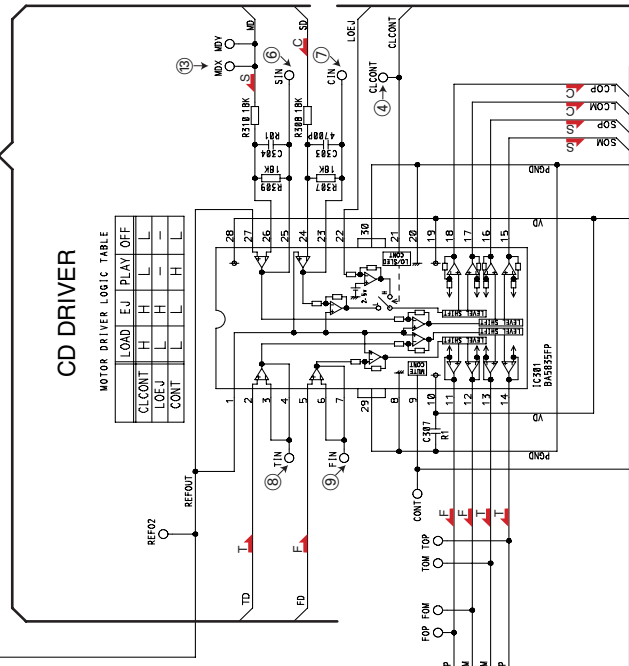 CD DRIVER
MOTOR DRIVER LOGIC TABLE
LOAD EJ PLAY OFF
CLCONT H H L L
LOEJ L H - -
CONT L L H L
MD
SD
LOEJ
CLCONT
MDY
MDX
13
S
6
SIN
C
7
CIN
4
CLCONT
R310 18K
R01
C304
R309
18K
R308 18K
4700P
C303
R307
18K
LCOP
LCOM
SOP
SOM
C
C
S
S
PGND
VD
28
27
26
25
24
23
22
30
21
20
19
18
17
16
15
LO/SLED
CONT
LEVEL SHIFT
LEVEL SHIFT
LEVEL SHIFT
LEVEL SHIFT
MUTE
CONT
IC301
BA5835FP
1
2
3
4
5
6
7
29
8
9
10
11
12
13
14
C307
R1
VD
PGND
REFOUT
REFO2
8
TIN
9
FIN
CONT
T
F
F
F
T
T
TD
FD
TOM TOP
FOP FOM